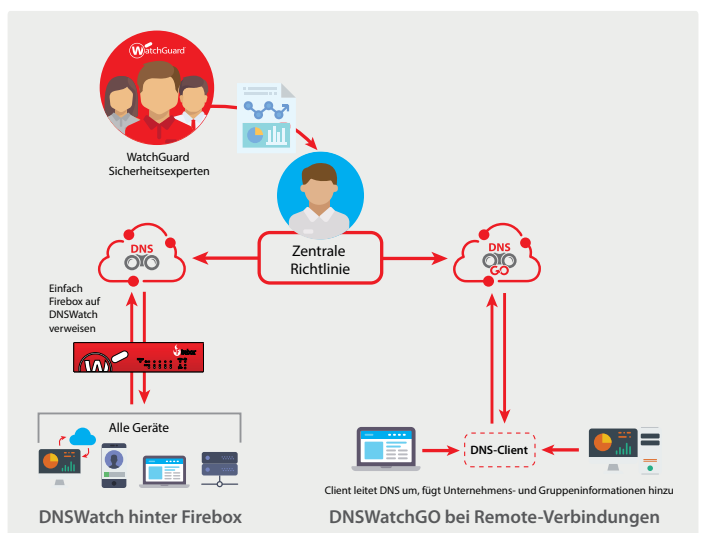 WatchGuard
WatchGuard
Sicherheitsexperten
Zentrale
Richtlinie
DNS
DNS
GO
Einfach
Firebox auf
DNSWatch
verweisen
Alle Geräte
DNS-Client
Client leitet DNS um, fügt Unternehmens- und Gruppeninformationen hinzu
DNSWatch hinter Firebox
DNSWatchGO bei Remote-Verbindungen